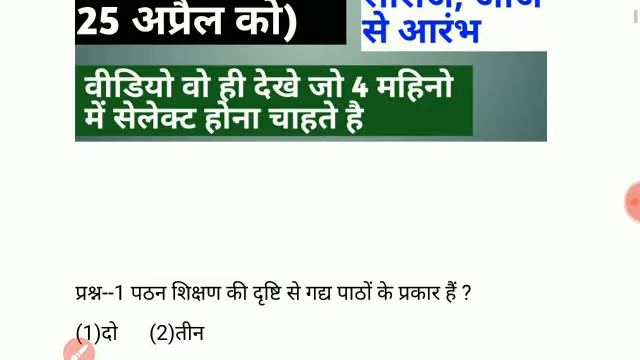 25 अप्रैल को)
से आरंभ
वीडियो वो ही देखे जो 4 महिनो
में सेलेक्ट होना चाहते है
प्रश्न--1 पठन शिक्षण की दृष्टि से गद्य पाठों के प्रकार हैं ?
(1)दो (2)तीन